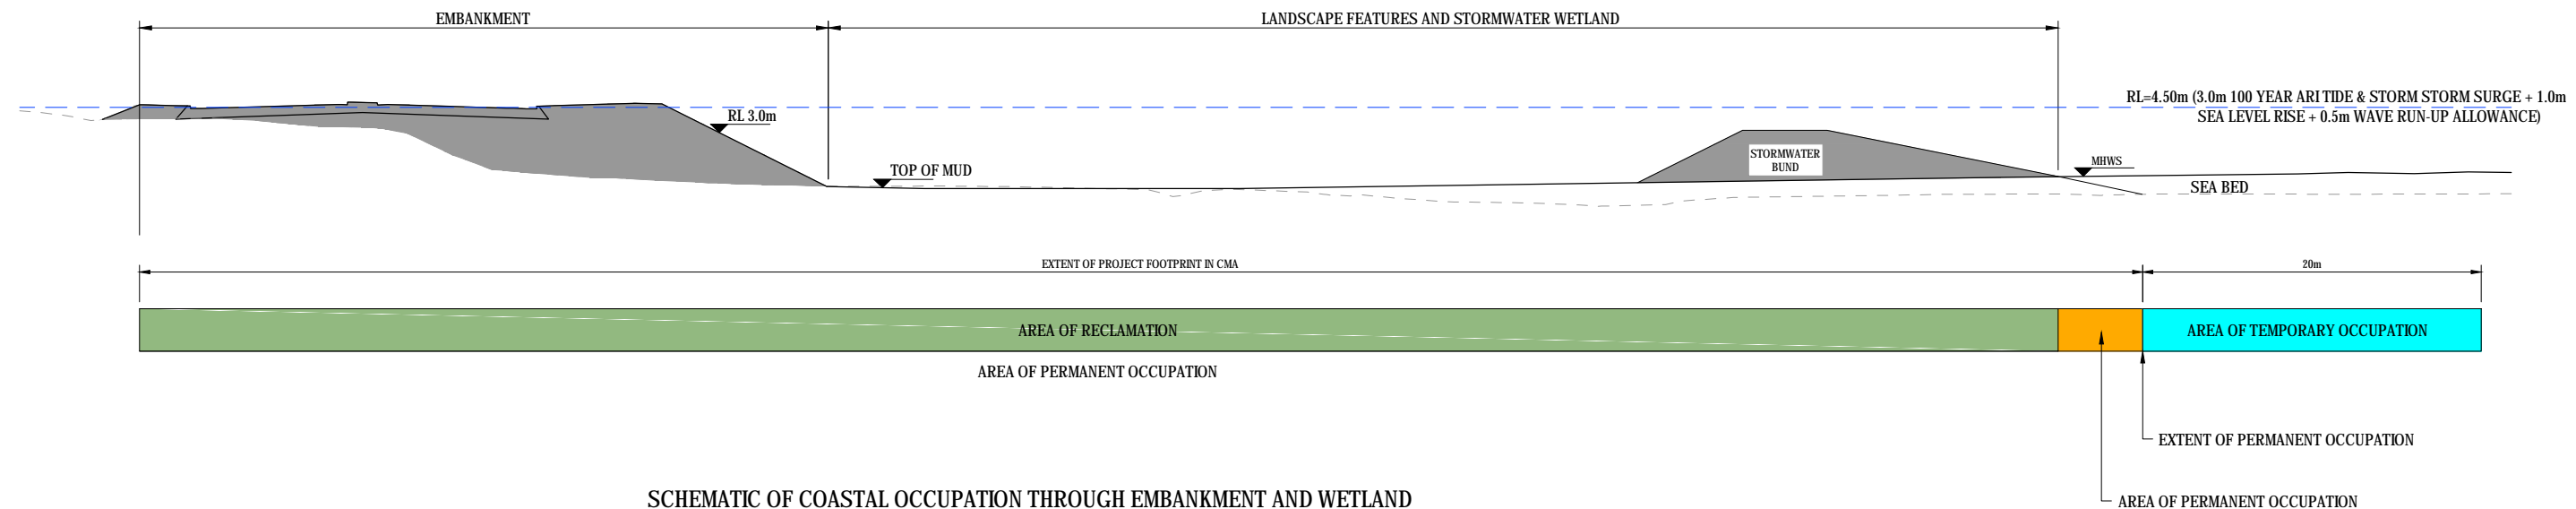 EMBANKMENT
LANDSCAPE FEATURES AND STORMWATER WETLAND
RL=4.50m (3.0m 100 YEAR ARI TIDE & STORM STORM SURGE + 1.0m
SEA LEVEL RISE + 0.5m WAVE RUN-UP ALLOWANCE)
RL 3.0m
STORMWATER
BUND
TOP OF MUD
MHWS
SEA BED
EXTENT OF PROJECT FOOTPRINT IN CMA
20m
AREA OF RECLAMATION
AREA OF TEMPORARY OCCUPATION
AREA OF PERMANENT OCCUPATION
EXTENT OF PERMANENT OCCUPATION
AREA OF PERMANENT OCCUPATION
SCHEMATIC OF COASTAL OCCUPATION THROUGH EMBANKMENT AND WETLAND